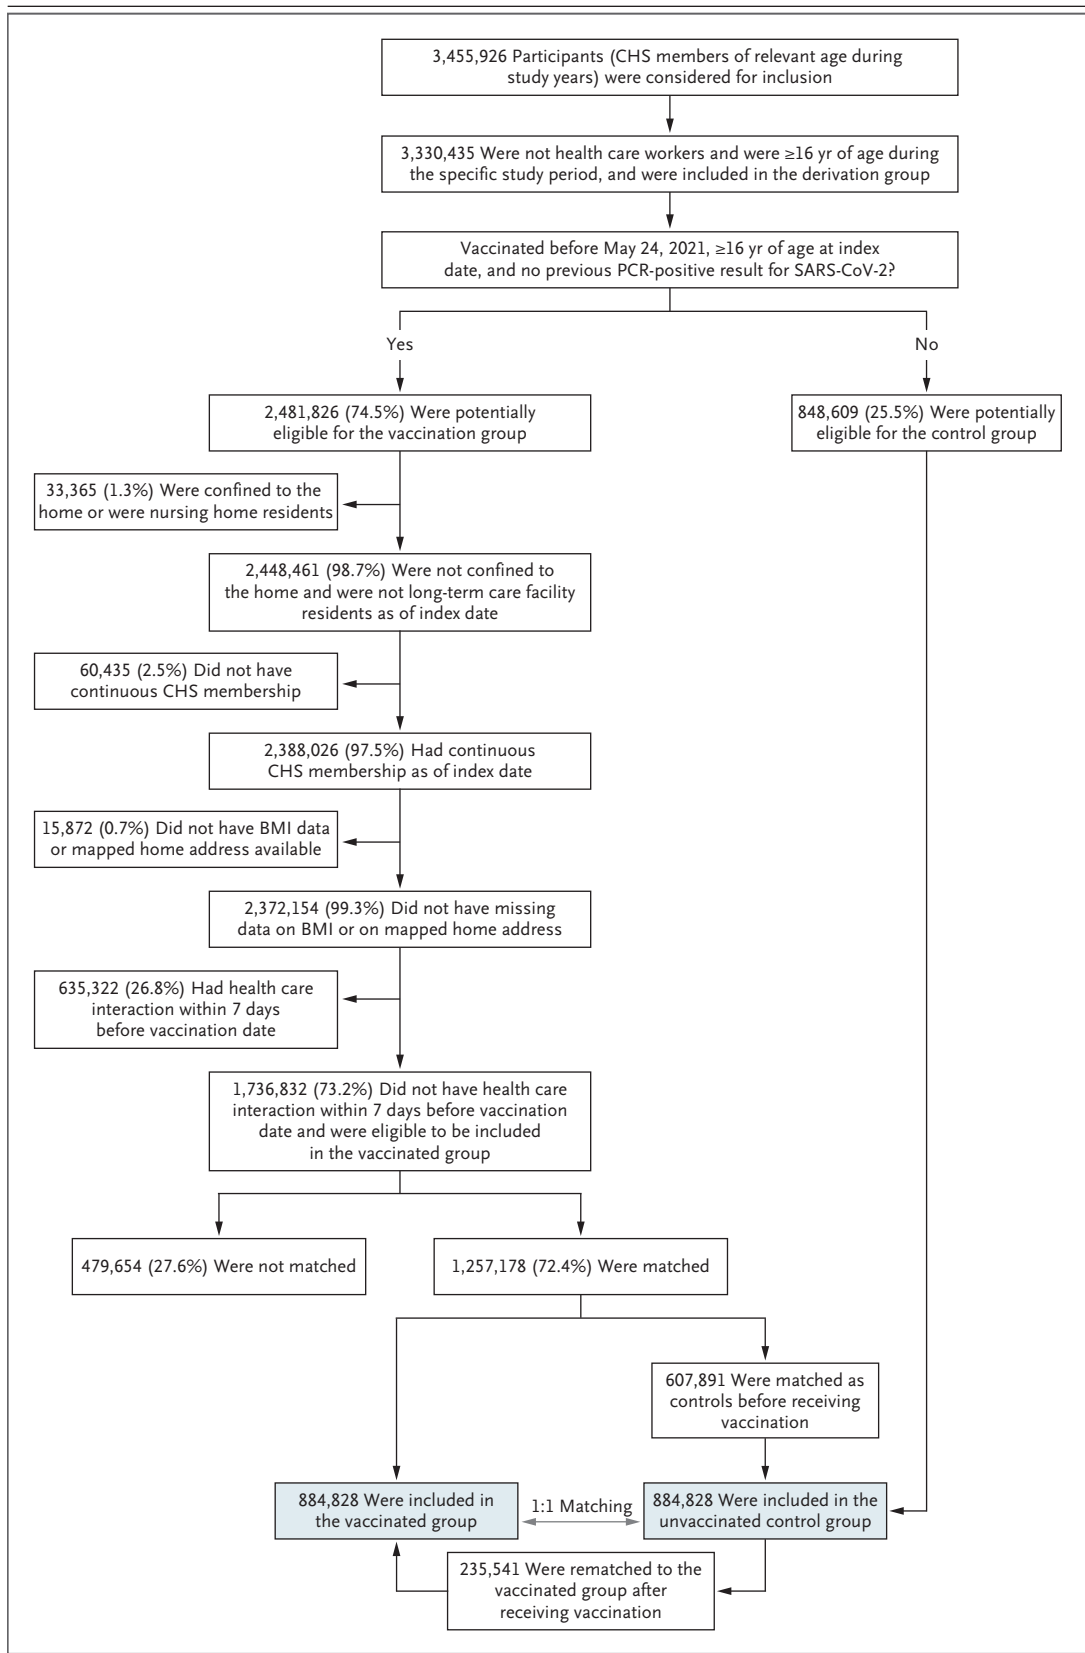 3,455,926 Participants (CHS members of relevant age during
study years) were considered for inclusion
3,330,435 Were not health care workers and were ≥16 yr of age during
the specific study period, and were included in the derivation group
Vaccinated before May 24, 2021, ≥16 yr of age at index
date, and no previous PCR-positive result for SARS-CoV-2?
Yes
No
2,481,826 (74.5%) Were potentially
eligible for the vaccination group
848,609 (25.5%) Were potentially
eligible for the control group
33,365 (1.3%) Were confined to the
home or were nursing home residents
2,448,461 (98.7%) Were not confined to
the home and were not long-term care facility
residents as of index date
60,435 (2.5%) Did not have
continuous CHS membership
2,388,026 (97.5%) Had continuous
CHS membership as of index date
15,872 (0.7%) Did not have BMI data
or mapped home address available
2,372,154 (99.3%) Did not have missing
data on BMI or on mapped home address
635,322 (26.8%) Had health care
interaction within 7 days
before vaccination date
1,736,832 (73.2%) Did not have health care
interaction within 7 days before vaccination
date and were eligible to be included
in the vaccinated group
479,654 (27.6%) Were not matched
1,257,178 (72.4%) Were matched
607,891 Were matched as
controls before receiving
vaccination
884,828 Were included in
the vaccinated group
1:1 Matching
884,828 Were included in the
unvaccinated control group
235,541 Were rematched to the
vaccinated group after
receiving vaccination